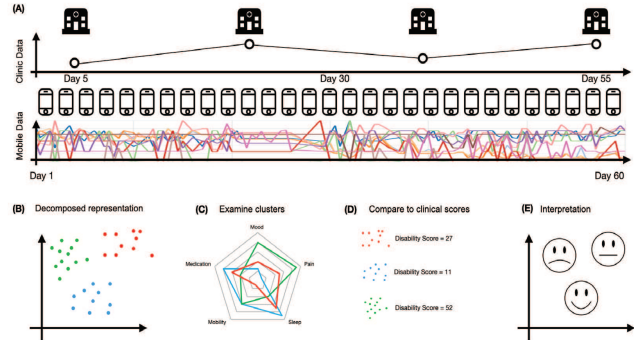 (A)
Clinic Data
Day 5
Day 30
Day 55
Mobile Data
Day 1
Day 60
(B) Decomposed representation
(C) Examine clusters
Mood
Medication
Pain
Mobility
Sleep
(D) Compare to clinical scores
Disability Score = 27
Disability Score = 11
Disability Score = 52
(E) Interpretation